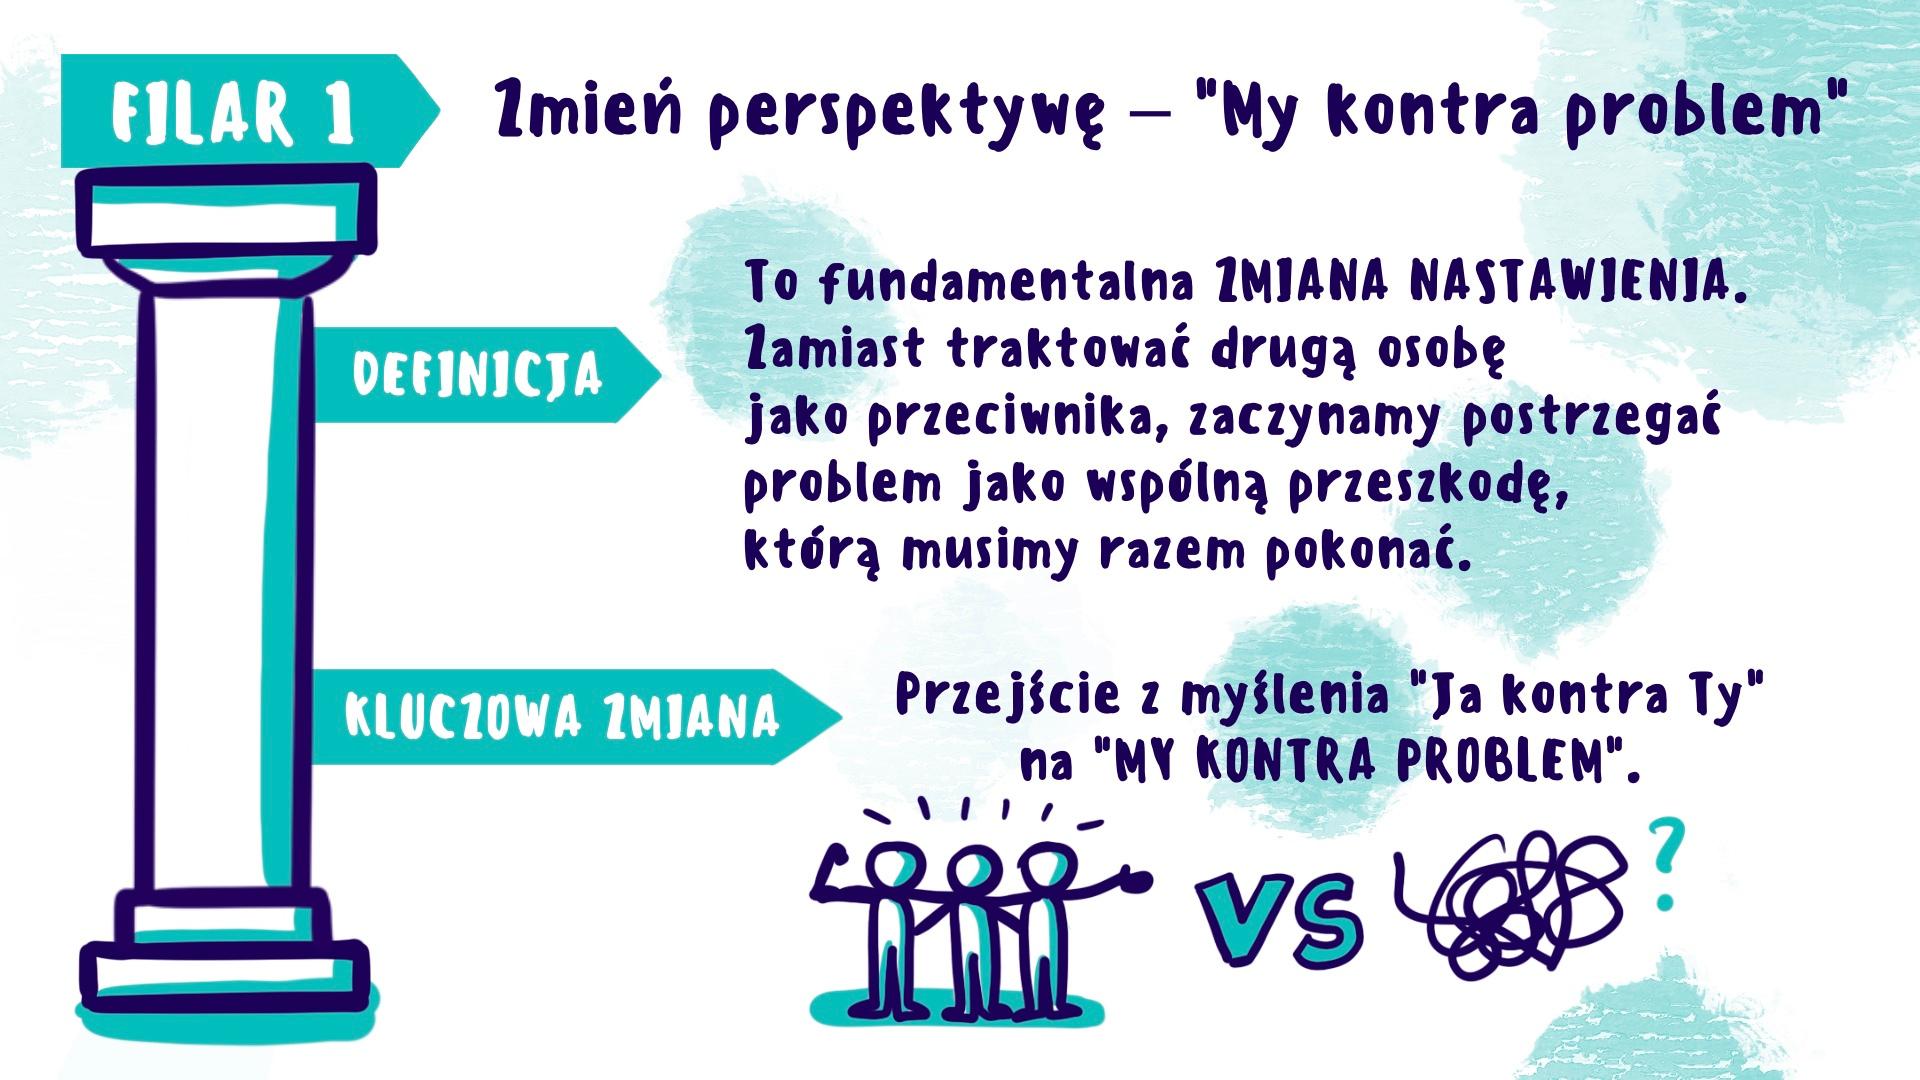 FILAR 1
Zmień perspektywę – "My kontra problem"
DEFINICJA
To fundamentalna ZMIANA NASTAWIENIA.
Zamiast traktować drugą osobę
jako przeciwnika, zaczynamy postrzegać
problem jako wspólną przeszkodę,
którą musimy razem pokonać.
KLUCZOWA ZMIANA
Przejście z myślenia "Ja kontra Ty"
na "MY KONTRA PROBLEM".
VS
?